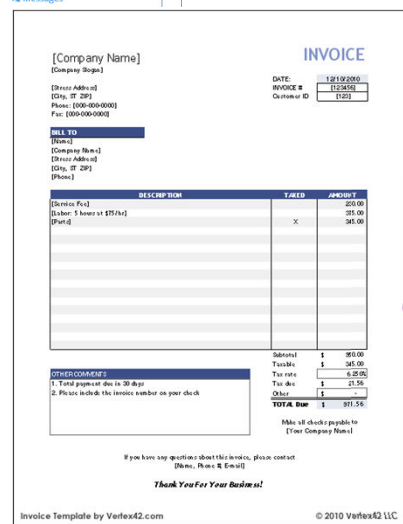 Messages
[Company Name]
INVOICE
[Company Slogan]
DATE: 12/10/2010
[Street Address]
INVOICE # [123456]
[City, ST ZIP]
Customer ID [123]
Phone: [000-000-0000]
Fax: [000-000-0000]
BILL TO
[Name]
[Company Name]
[Street Address]
[City, ST ZIP]
[Phone]
DESCRIPTION TAXED AMOUNT
[Service Fee] 230.00
[Labor: 5 hours at $75/hr] 375.00
[Parts] X 345.00
Subtotal $ 950.00
Taxable $ 345.00
OTHER COMMENTS
Tax rate 6.250%
1. Total payment due in 30 days
Tax due $ 21.56
2. Please include the invoice number on your check
Other $ -
TOTAL Due $ 971.56
Make all checks payable to
[Your Company Name]
If you have any questions about this invoice, please contact
[Name, Phone #, E-mail]
Thank You For Your Business!
Invoice Template by Vertex42.com
© 2010 Vertex42 LLC